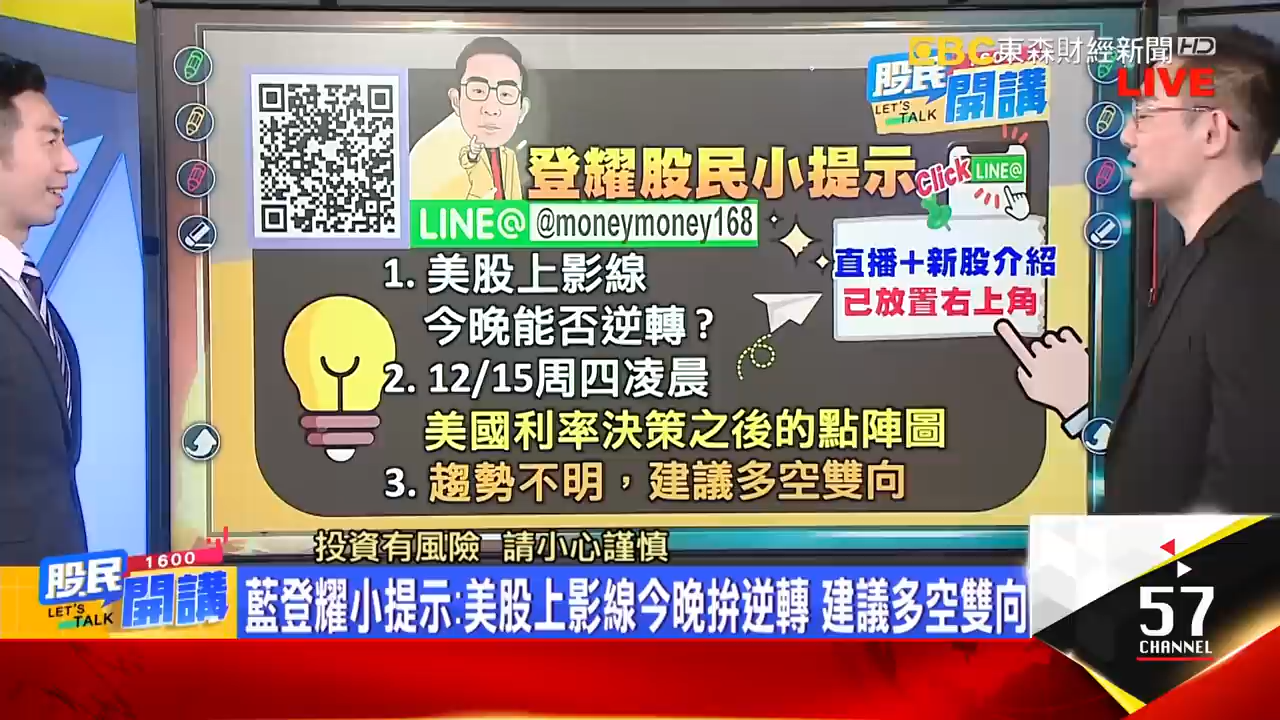 EBC 東森財經新聞 HD
LIVE
股民開講
LET'S TALK
登耀股民小提示
Click
LINE@
LINE@ @moneymoney168
直播+新股介紹
已放置右上角
1. 美股上影線
今晚能否逆轉?
2. 12/15周四凌晨
美國利率決策之後的點陣圖
3. 趨勢不明,建議多空雙向
投資有風險 請小心謹慎
1600
股民開講
LET'S TALK
藍登耀小提示:美股上影線今晚拚逆轉 建議多空雙向
57
CHANNEL